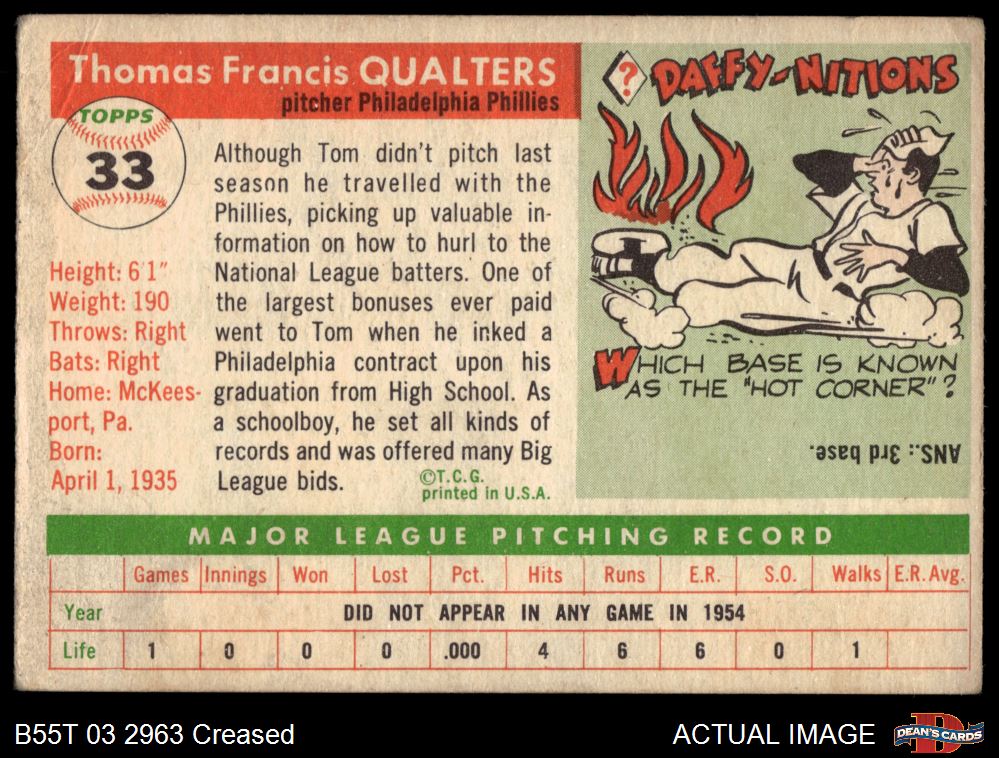 Thomas Francis QUALTERS
pitcher Philadelphia Phillies
TOPPS
33
Although Tom didn't pitch last
season he travelled with the
Phillies, picking up valuable in-
formation on how to hurl to the
National League batters. One of
the largest bonuses ever paid
went to Tom when he inked a
Philadelphia contract upon his
graduation from High School. As
a schoolboy, he set all kinds of
records and was offered many Big
League bids.
©T.C.G.
printed in U.S.A.
Height: 6'1"
Weight: 190
Throws: Right
Bats: Right
Home: McKees-
port, Pa.
Born:
April 1, 1935
? DAFFY-NITIONS
WHICH BASE IS KNOWN
AS THE "HOT CORNER"?
ANS.: 3rd base.
MAJOR LEAGUE PITCHING RECORD
Games Innings Won Lost Pct. Hits Runs E.R. S.O. Walks E.R. Avg.
Year DID NOT APPEAR IN ANY GAME IN 1954
Life 1 0 0 0 .000 4 6 6 0 1
B55T 03 2963 Creased
ACTUAL IMAGE
D
DEAN'S CARDS